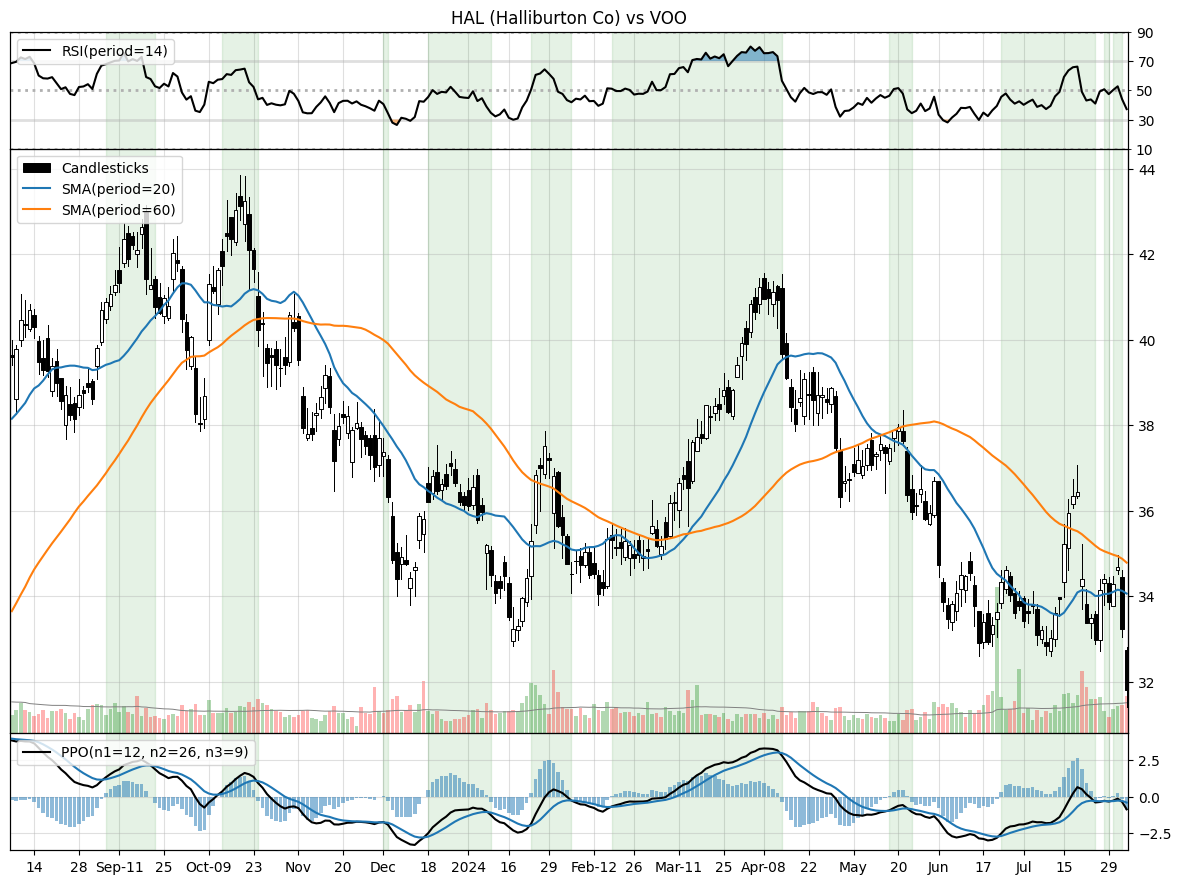 HAL (Halliburton Co) vs VOO
RSI(period=14)
90
70
50
30
10
Candlesticks
SMA(period=20)
SMA(period=60)
44
42
40
38
36
34
32
PPO(n1=12, n2=26, n3=9)
2.5
0.0
−2.5
14 28 Sep-11 25 Oct-09 23 Nov 20 Dec 18 2024 16 29 Feb-12 26 Mar-11 25 Apr-08 22 May 20 Jun 17 Jul 15 29